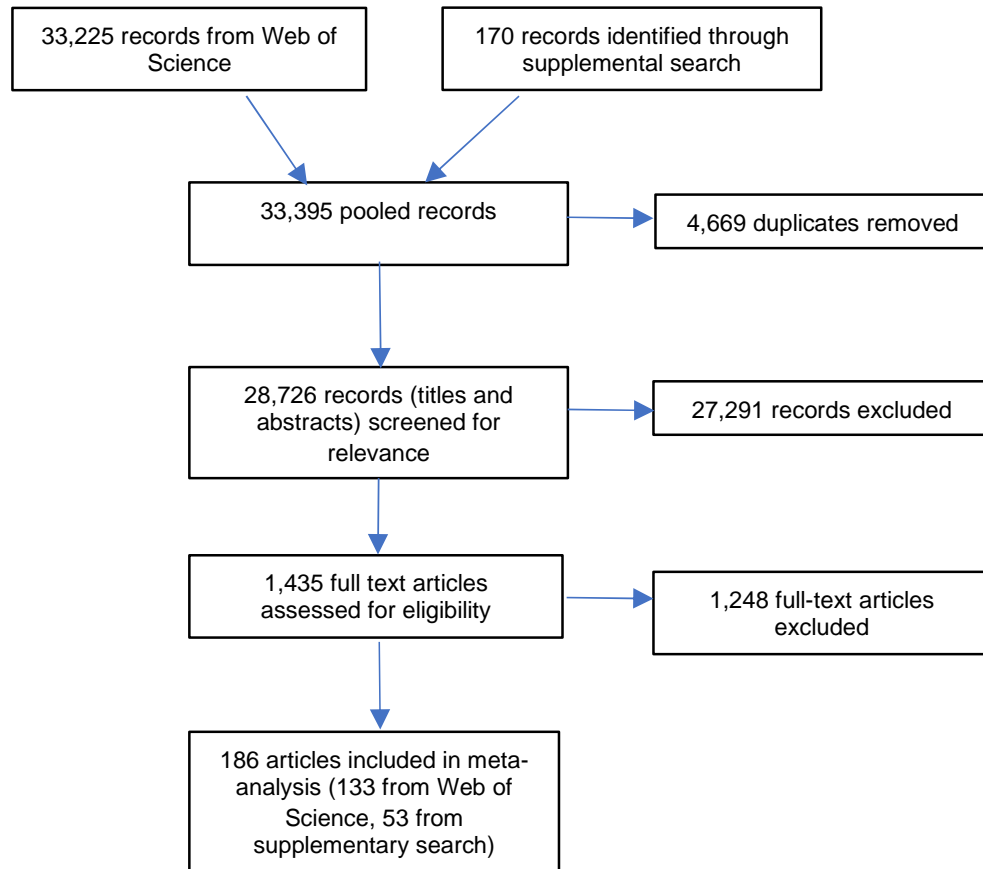 33,225 records from Web of
Science
170 records identified through
supplemental search
33,395 pooled records
4,669 duplicates removed
28,726 records (titles and
abstracts) screened for
relevance
27,291 records excluded
1,435 full text articles
assessed for eligibility
1,248 full-text articles
excluded
186 articles included in meta-
analysis (133 from Web of
Science, 53 from
supplementary search)